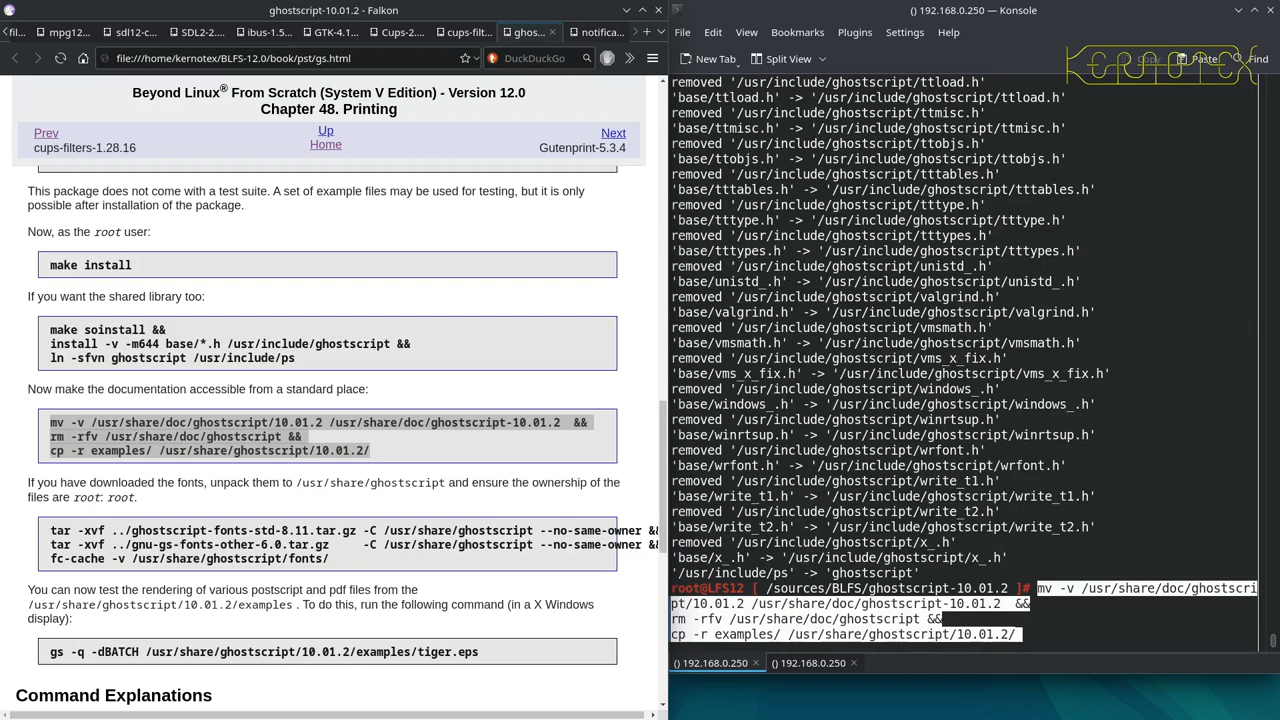 ghostscript-10.01.2 - Falkon
fil...
mpg12...
sdl12-c...
SDL2-2....
ibus-1.5...
GTK-4.1...
Cups-2....
cups-filt...
ghos...
notifica...
file:///home/kernotex/BLFS-12.0/book/pst/gs.html
DuckDuckGo
Beyond Linux® From Scratch (System V Edition) - Version 12.0
Chapter 48. Printing
Prev
Up
Next
cups-filters-1.28.16
Home
Gutenprint-5.3.4
This package does not come with a test suite. A set of example files may be used for testing, but it is only
possible after installation of the package.
Now, as the root user:
make install
If you want the shared library too:
make soinstall &&
install -v -m644 base/*.h /usr/include/ghostscript &&
ln -sfvn ghostscript /usr/include/ps
Now make the documentation accessible from a standard place:
mv -v /usr/share/doc/ghostscript/10.01.2 /usr/share/doc/ghostscript-10.01.2  &&
rm -rfv /usr/share/doc/ghostscript &&
cp -r examples/ /usr/share/ghostscript/10.01.2/
If you have downloaded the fonts, unpack them to /usr/share/ghostscript and ensure the ownership of the
files are root: root.
tar -xvf ../ghostscript-fonts-std-8.11.tar.gz -C /usr/share/ghostscript --no-same-owner &&
tar -xvf ../gnu-gs-fonts-other-6.0.tar.gz     -C /usr/share/ghostscript --no-same-owner &&
fc-cache -v /usr/share/ghostscript/fonts/
You can now test the rendering of various postscript and pdf files from the
/usr/share/ghostscript/10.01.2/examples. To do this, run the following command (in a X Windows
display):
gs -q -dBATCH /usr/share/ghostscript/10.01.2/examples/tiger.eps
Command Explanations
() 192.168.0.250 — Konsole
File Edit View Bookmarks Plugins Settings Help
New Tab
Split View
Copy
Paste
Find
KERNOTEX
removed '/usr/include/ghostscript/ttload.h'
'base/ttload.h' -> '/usr/include/ghostscript/ttload.h'
removed '/usr/include/ghostscript/ttmisc.h'
'base/ttmisc.h' -> '/usr/include/ghostscript/ttmisc.h'
removed '/usr/include/ghostscript/ttobjs.h'
'base/ttobjs.h' -> '/usr/include/ghostscript/ttobjs.h'
removed '/usr/include/ghostscript/tttables.h'
'base/tttables.h' -> '/usr/include/ghostscript/tttables.h'
removed '/usr/include/ghostscript/tttype.h'
'base/tttype.h' -> '/usr/include/ghostscript/tttype.h'
removed '/usr/include/ghostscript/tttypes.h'
'base/tttypes.h' -> '/usr/include/ghostscript/tttypes.h'
removed '/usr/include/ghostscript/unistd_.h'
'base/unistd_.h' -> '/usr/include/ghostscript/unistd_.h'
removed '/usr/include/ghostscript/valgrind.h'
'base/valgrind.h' -> '/usr/include/ghostscript/valgrind.h'
removed '/usr/include/ghostscript/vmsmath.h'
'base/vmsmath.h' -> '/usr/include/ghostscript/vmsmath.h'
removed '/usr/include/ghostscript/vms_x_fix.h'
'base/vms_x_fix.h' -> '/usr/include/ghostscript/vms_x_fix.h'
removed '/usr/include/ghostscript/windows_.h'
'base/windows_.h' -> '/usr/include/ghostscript/windows_.h'
removed '/usr/include/ghostscript/winrtsup.h'
'base/winrtsup.h' -> '/usr/include/ghostscript/winrtsup.h'
removed '/usr/include/ghostscript/wrfont.h'
'base/wrfont.h' -> '/usr/include/ghostscript/wrfont.h'
removed '/usr/include/ghostscript/write_t1.h'
'base/write_t1.h' -> '/usr/include/ghostscript/write_t1.h'
removed '/usr/include/ghostscript/write_t2.h'
'base/write_t2.h' -> '/usr/include/ghostscript/write_t2.h'
removed '/usr/include/ghostscript/x_.h'
'base/x_.h' -> '/usr/include/ghostscript/x_.h'
'/usr/include/ps' -> 'ghostscript'
root@LFS12 [ /sources/BLFS/ghostscript-10.01.2 ]# mv -v /usr/share/doc/ghostscri
pt/10.01.2 /usr/share/doc/ghostscript-10.01.2  &&
rm -rfv /usr/share/doc/ghostscript &&
cp -r examples/ /usr/share/ghostscript/10.01.2/
() 192.168.0.250
() 192.168.0.250